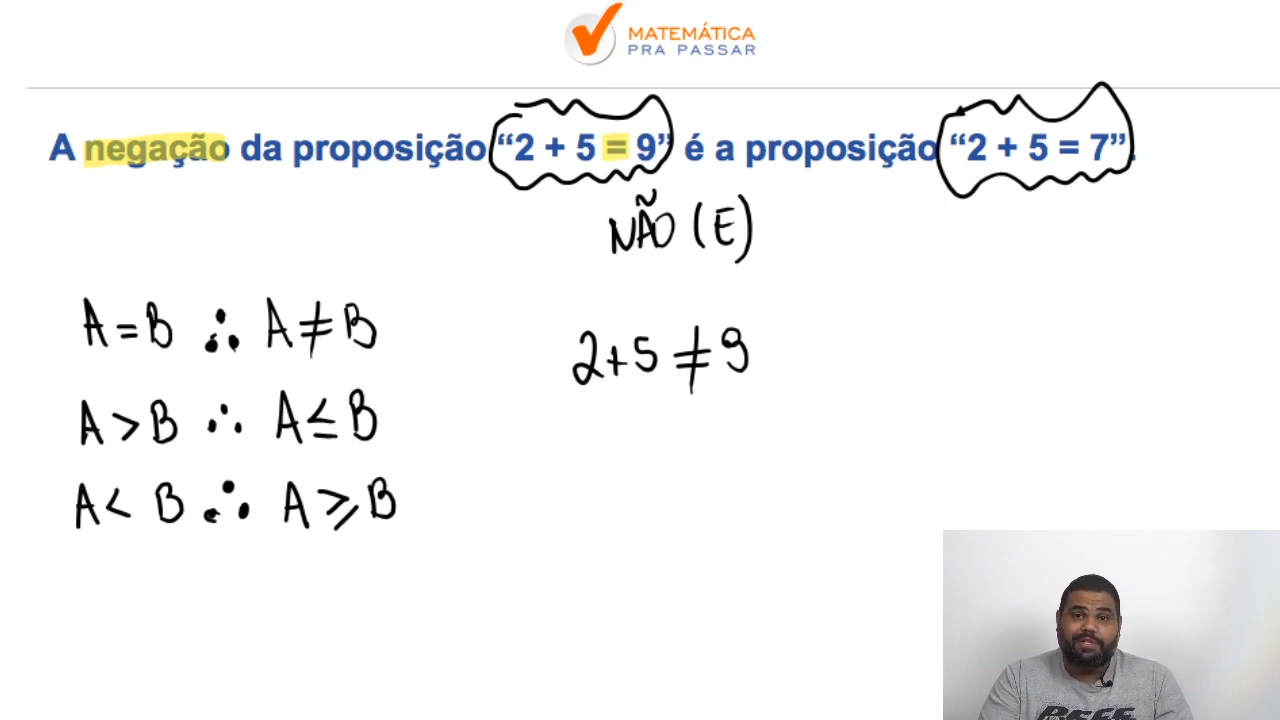 MATEMÁTICA
PRA PASSAR
A negação da proposição “2 + 5 = 9” é a proposição “2 + 5 = 7”.
NÃO (E)
A = B ∴ A ≠ B
2+5 ≠ 9
A > B ∴ A ≤ B
A < B ∴ A ≥ B